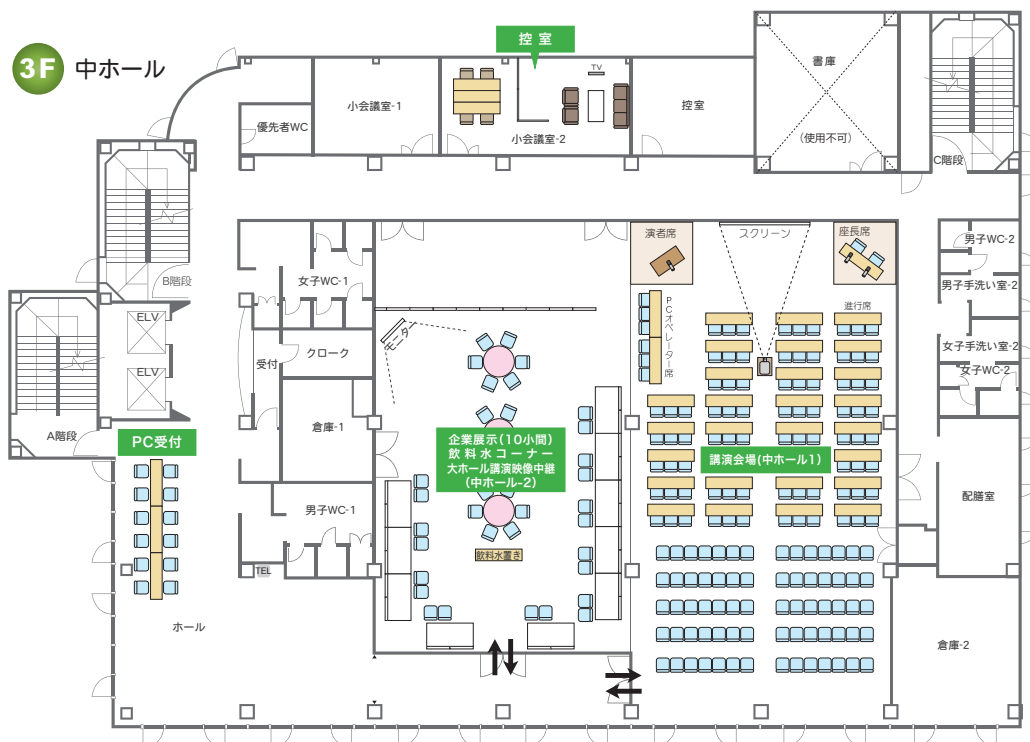 3F 中ホール
控 室
TV
書庫
小会議室-1
控室
優先者WC
小会議室-2
(使用不可)
C階段
演者席
スクリーン
座長席
男子WC-2
B階段
女子WC-1
男子手洗い室-2
PCオペレーター席
進行席
ELV
モニター
女子手洗い室-2
受付
クローク
女子WC-2
ELV
倉庫-1
A階段
PC受付
企業展示(10小間)
飲料水コーナー
大ホール講演映像中継
(中ホール-2)
講演会場(中ホール1)
配膳室
男子WC-1
飲料水置き
TEL
ホール
倉庫-2